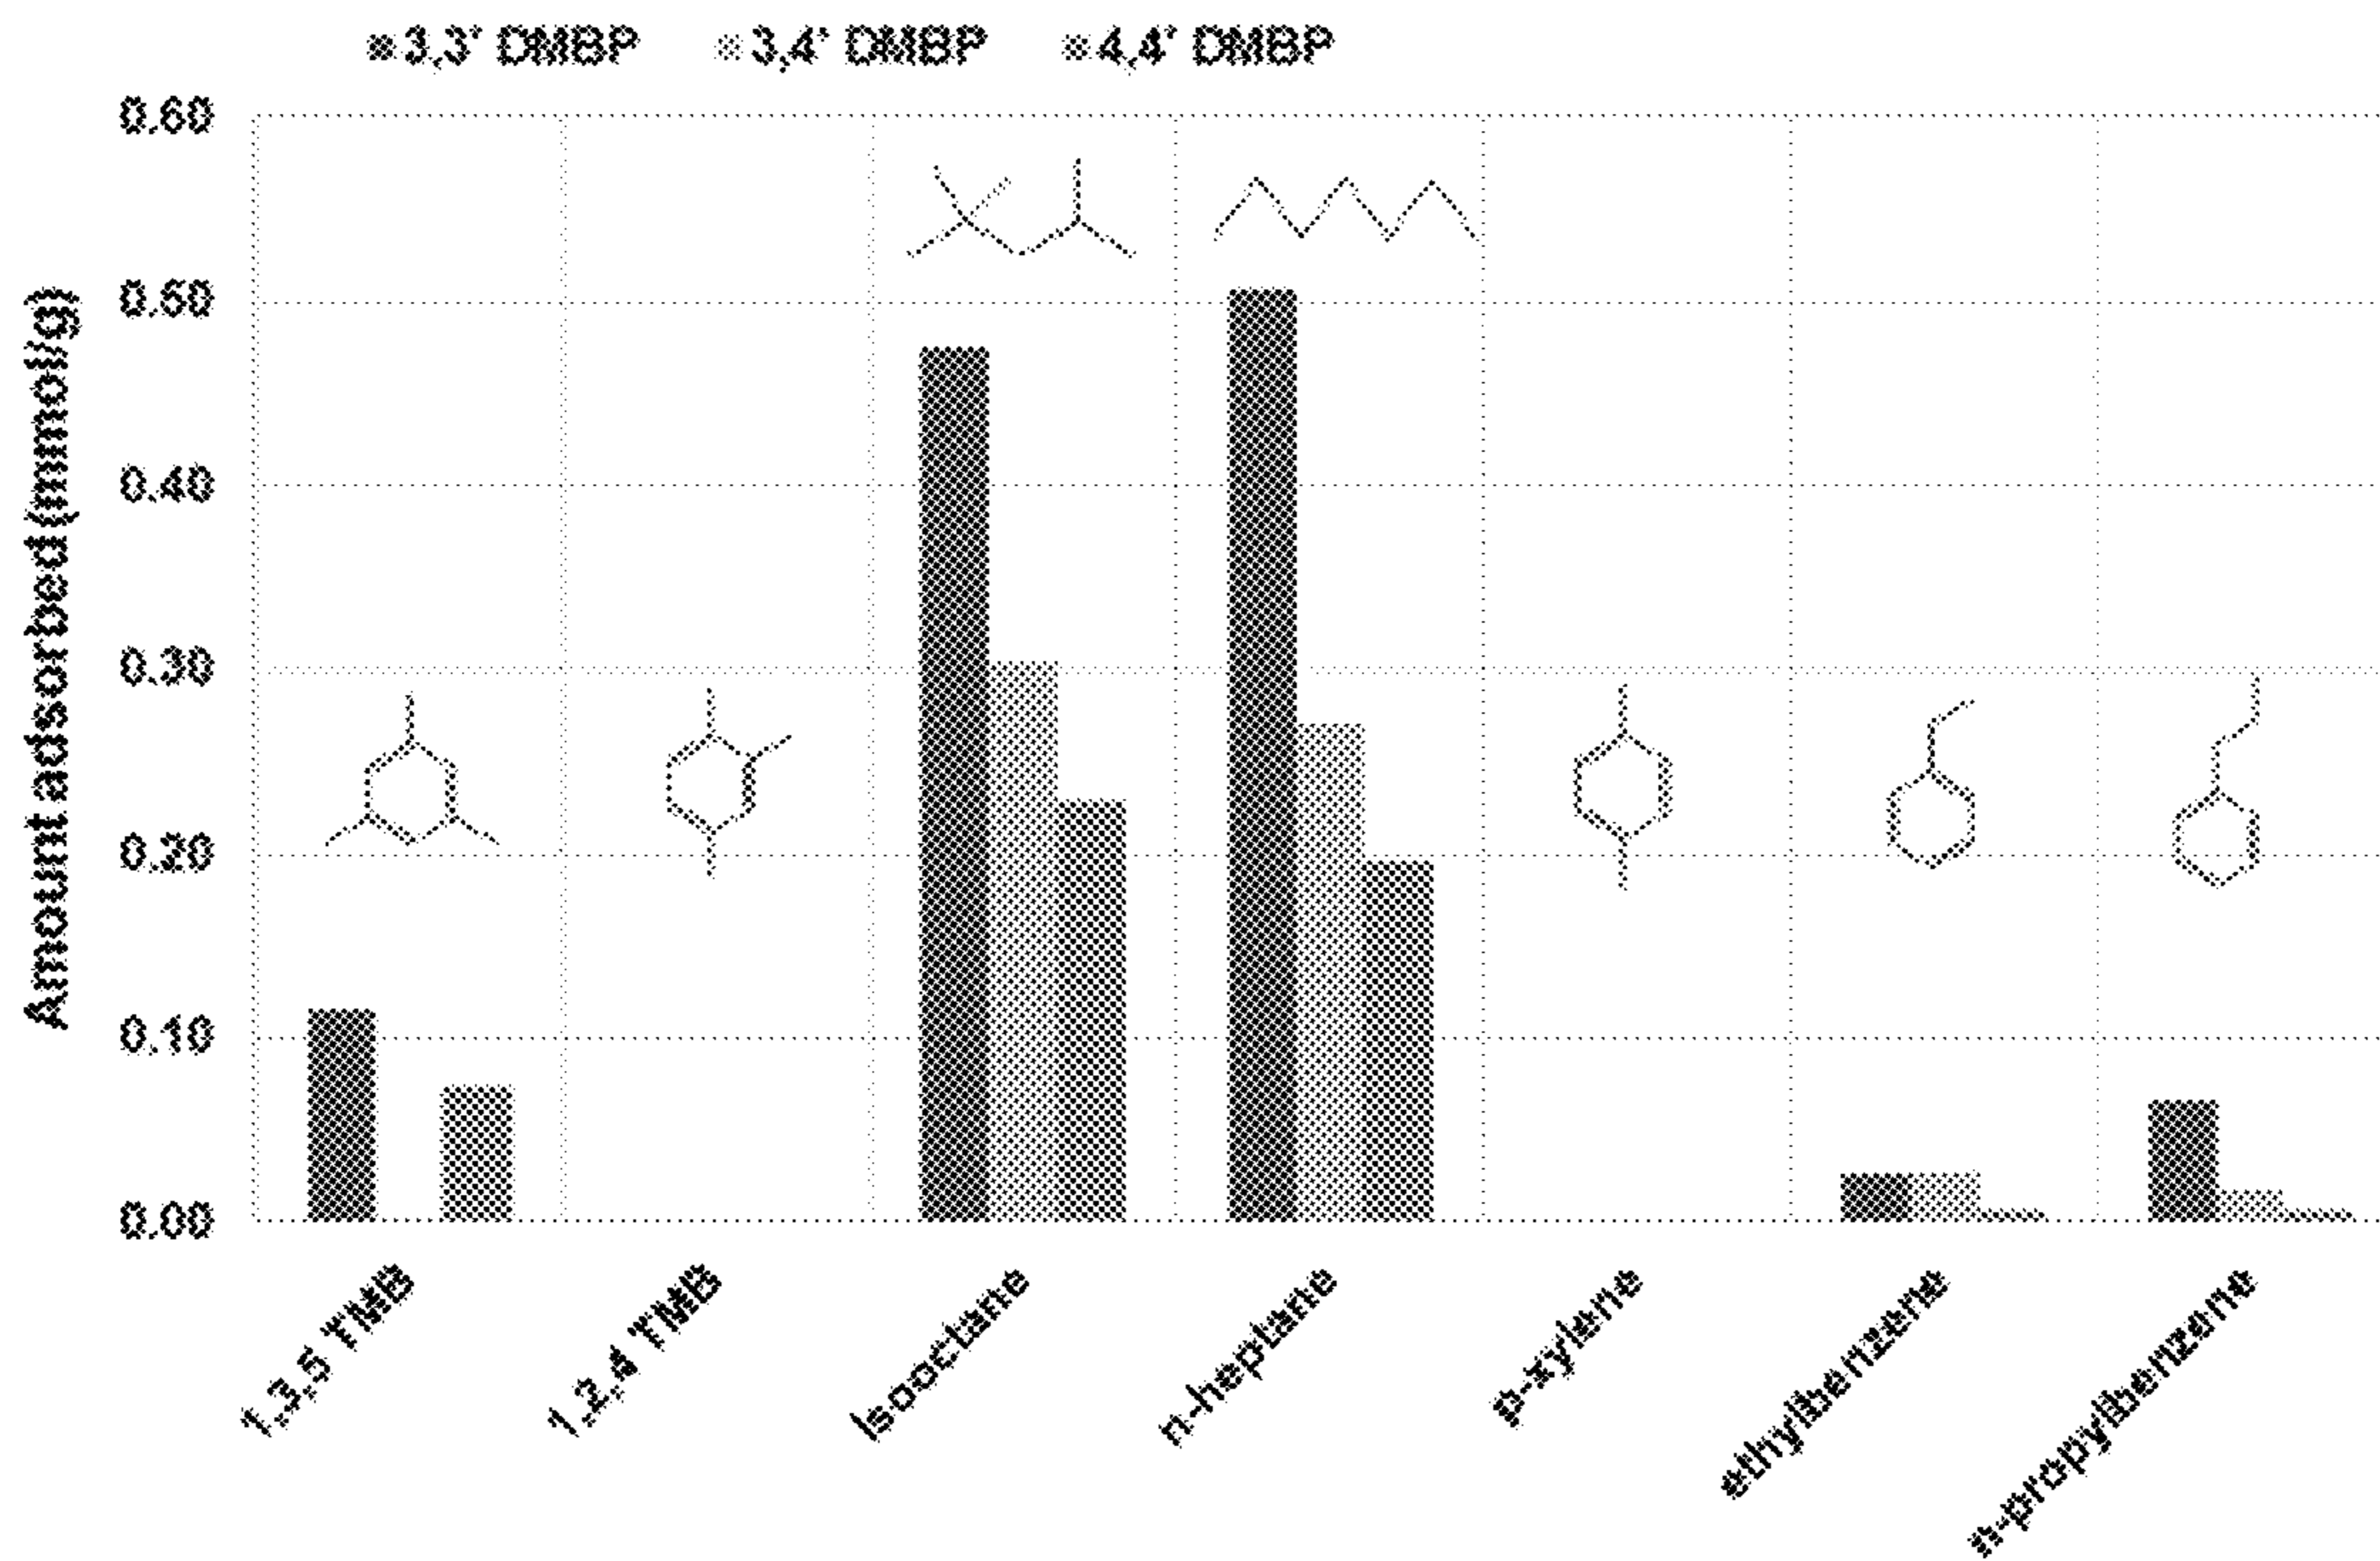 3,3' DMBP 3,4' DMBP 4,4' DMBP
Amount adsorbed (mmol/g)
0.60
0.50
0.40
0.30
0.20
0.10
0.00
1,3,5 TMB
1,2,4 TMB
Isooctane
n-heptane
p-xylene
ethylbenzene
n-propylbenzene